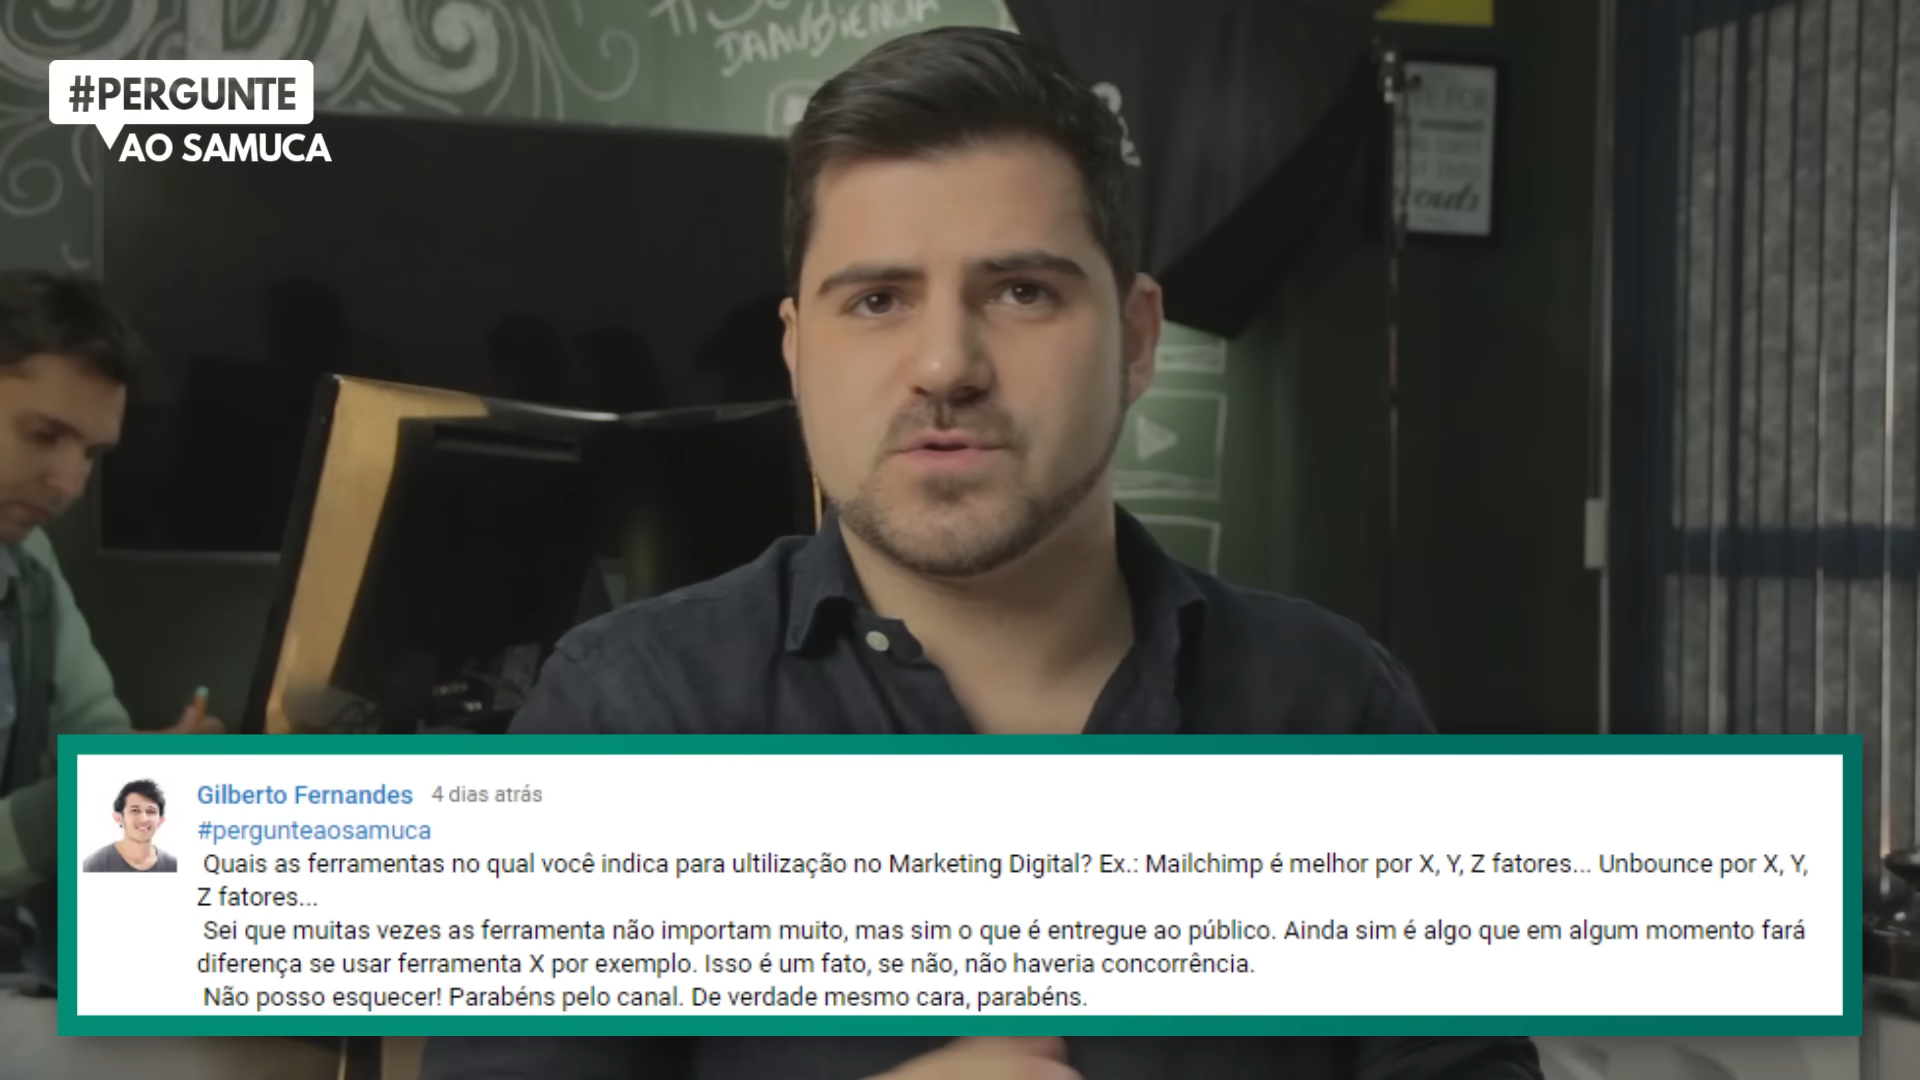 #PERGUNTE
AO SAMUCA
DA AUDIÊNCIA
Gilberto Fernandes 4 dias atrás
#pergunteaosamuca
Quais as ferramentas no qual você indica para ultilização no Marketing Digital? Ex.: Mailchimp é melhor por X, Y, Z fatores... Unbounce por X, Y,
Z fatores...
Sei que muitas vezes as ferramenta não importam muito, mas sim o que é entregue ao público. Ainda sim é algo que em algum momento fará
diferença se usar ferramenta X por exemplo. Isso é um fato, se não, não haveria concorrência.
Não posso esquecer! Parabéns pelo canal. De verdade mesmo cara, parabéns.